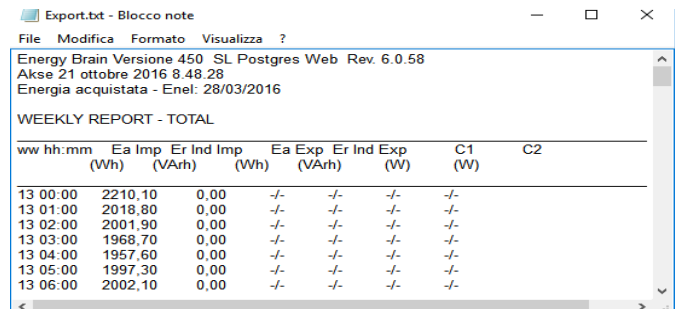 Export.txt - Blocco note
File Modifica Formato Visualizza ?
Energy Brain Versione 450 SL Postgres Web Rev. 6.0.58
Akse 21 ottobre 2016 8.48.28
Energia acquistata - Enel: 28/03/2016
WEEKLY REPORT - TOTAL
ww hh:mm Ea Imp Er Ind Imp Ea Exp Er Ind Exp C1 C2
(Wh) (VArh) (Wh) (VArh) (W) (W)
13 00:00 2210,10 0,00 -/- -/- -/- -/-
13 01:00 2018,80 0,00 -/- -/- -/- -/-
13 02:00 2001,90 0,00 -/- -/- -/- -/-
13 03:00 1968,70 0,00 -/- -/- -/- -/-
13 04:00 1957,60 0,00 -/- -/- -/- -/-
13 05:00 1997,30 0,00 -/- -/- -/- -/-
13 06:00 2002,10 0,00 -/- -/- -/- -/-